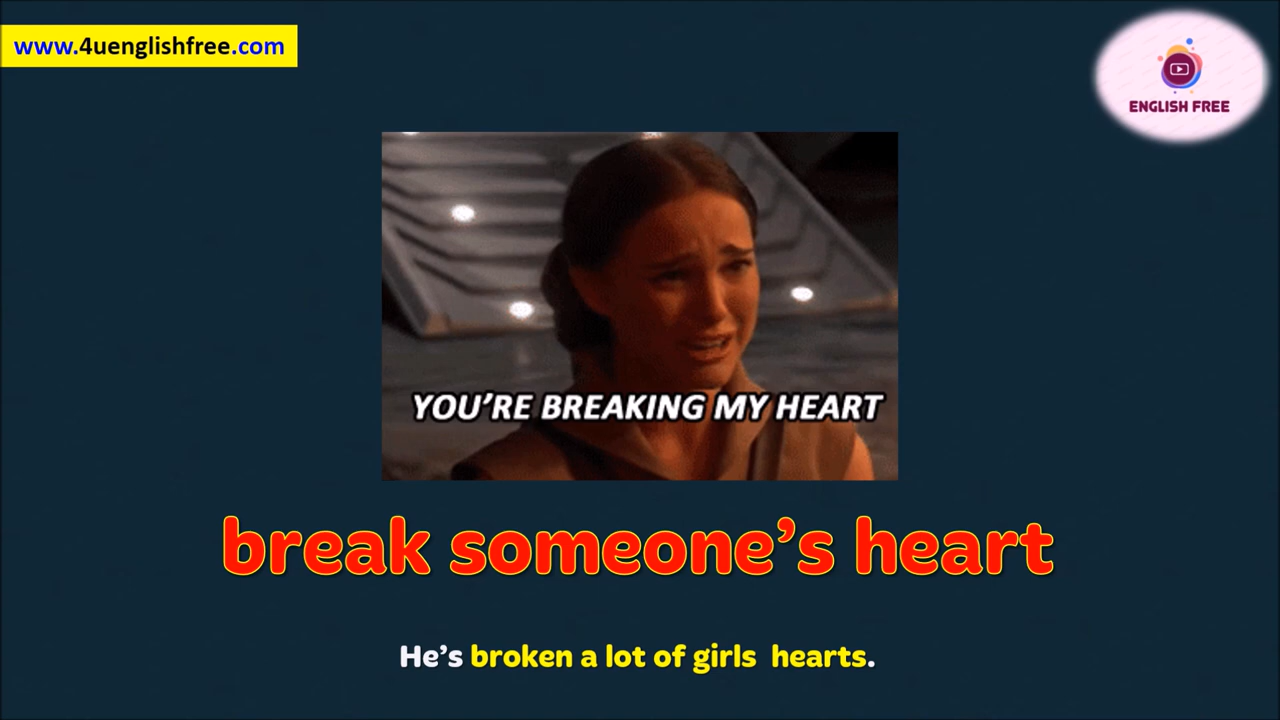 www.4uenglishfree.com
ENGLISH FREE
YOU'RE BREAKING MY HEART
break someone's heart
He's broken a lot of girls  hearts.